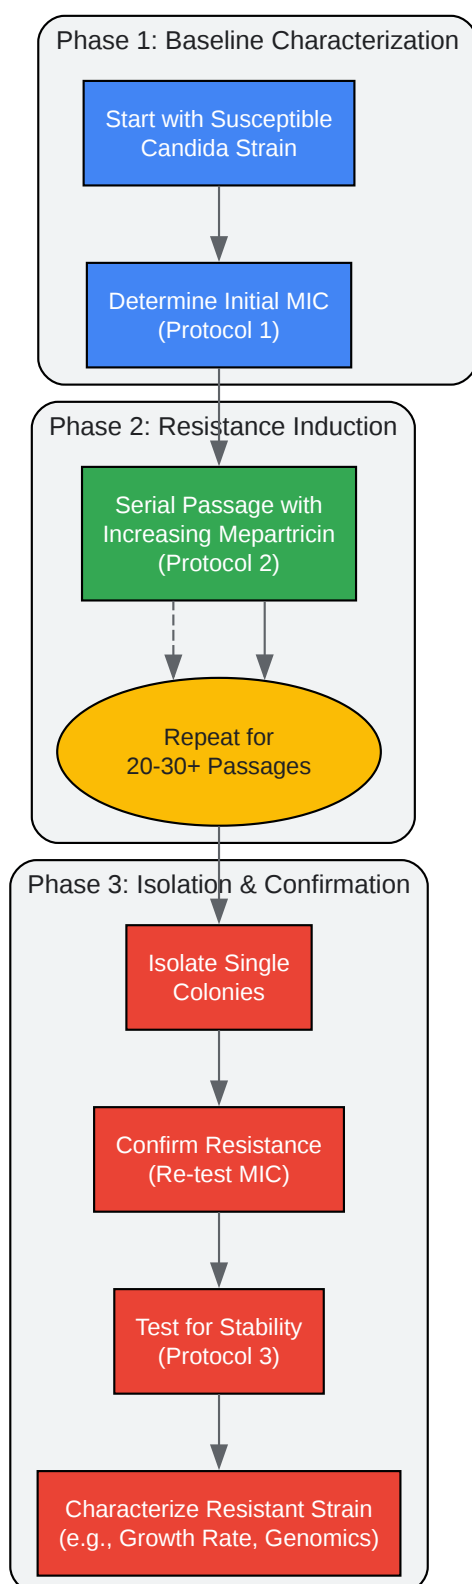 Phase 1: Baseline Characterization
Start with Susceptible
Candida Strain
Determine Initial MIC
(Protocol 1)
Phase 2: Resistance Induction
Serial Passage with
Increasing Mepartricin
(Protocol 2)
Repeat for
20-30+ Passages
Phase 3: Isolation & Confirmation
Isolate Single
Colonies
Confirm Resistance
(Re-test MIC)
Test for Stability
(Protocol 3)
Characterize Resistant Strain
(e.g., Growth Rate, Genomics)